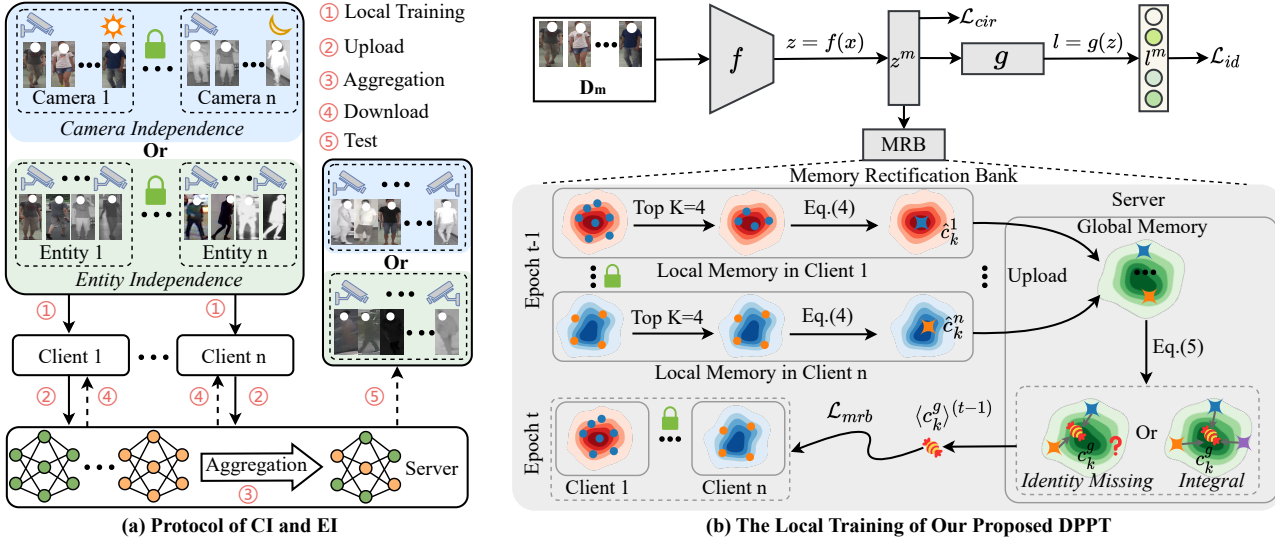 Camera 1
Camera n
Camera Independence
Or
Entity 1
Entity n
Entity Independence
① Local Training
② Upload
③ Aggregation
④ Download
⑤ Test
Or
①
①
Client 1
Client n
②
④
④
②
⑤
Aggregation
③
Server
(a) Protocol of CI and EI
D_m
f
z = f(x)
z^m
L_cir
g
l = g(z)
l^m
L_id
MRB
Memory Rectification Bank
Server
Epoch t-1
Top K=4
Eq.(4)
ĉ_k^1
Local Memory in Client 1
Top K=4
Eq.(4)
ĉ_k^n
Local Memory in Client n
Upload
Global Memory
Eq.(5)
Epoch t
Client 1
Client n
L_mrb
⟨c_k^g⟩^(t−1)
c_k^g
?
Identity Missing
Or
c_k^g
Integral
(b) The Local Training of Our Proposed DPPT